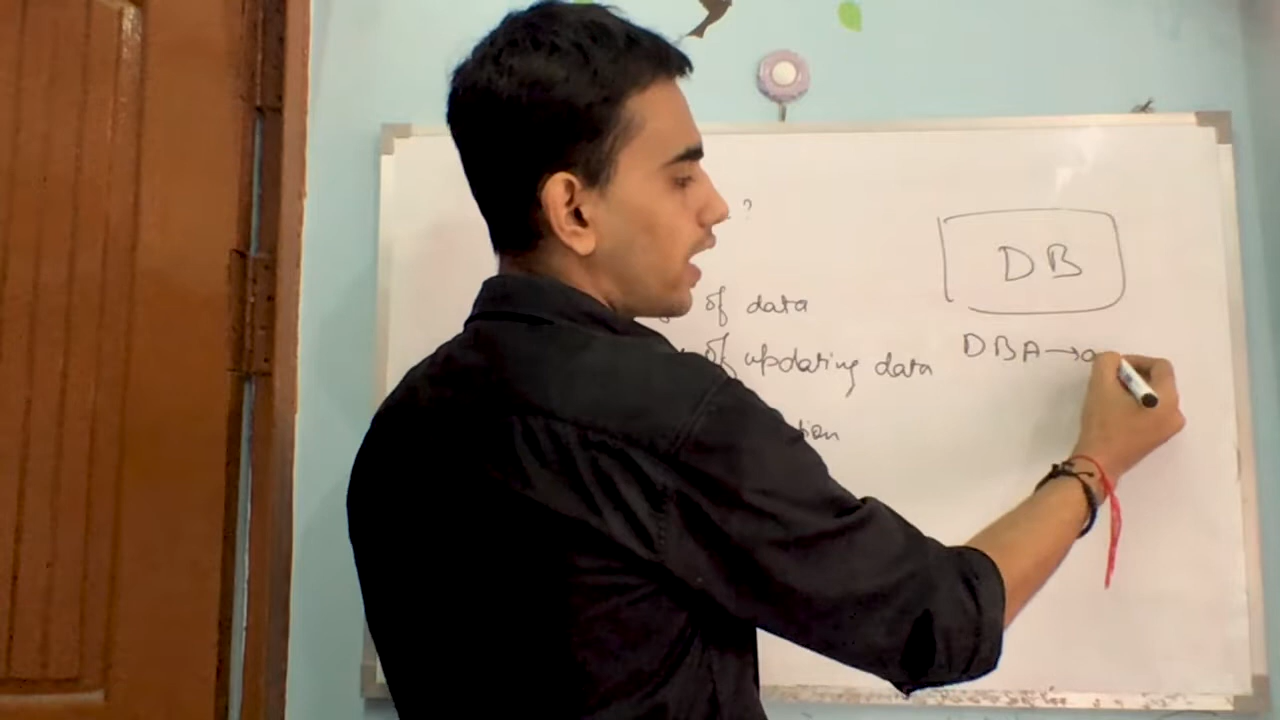 ?
DB
of data
of updating data
DBA→a